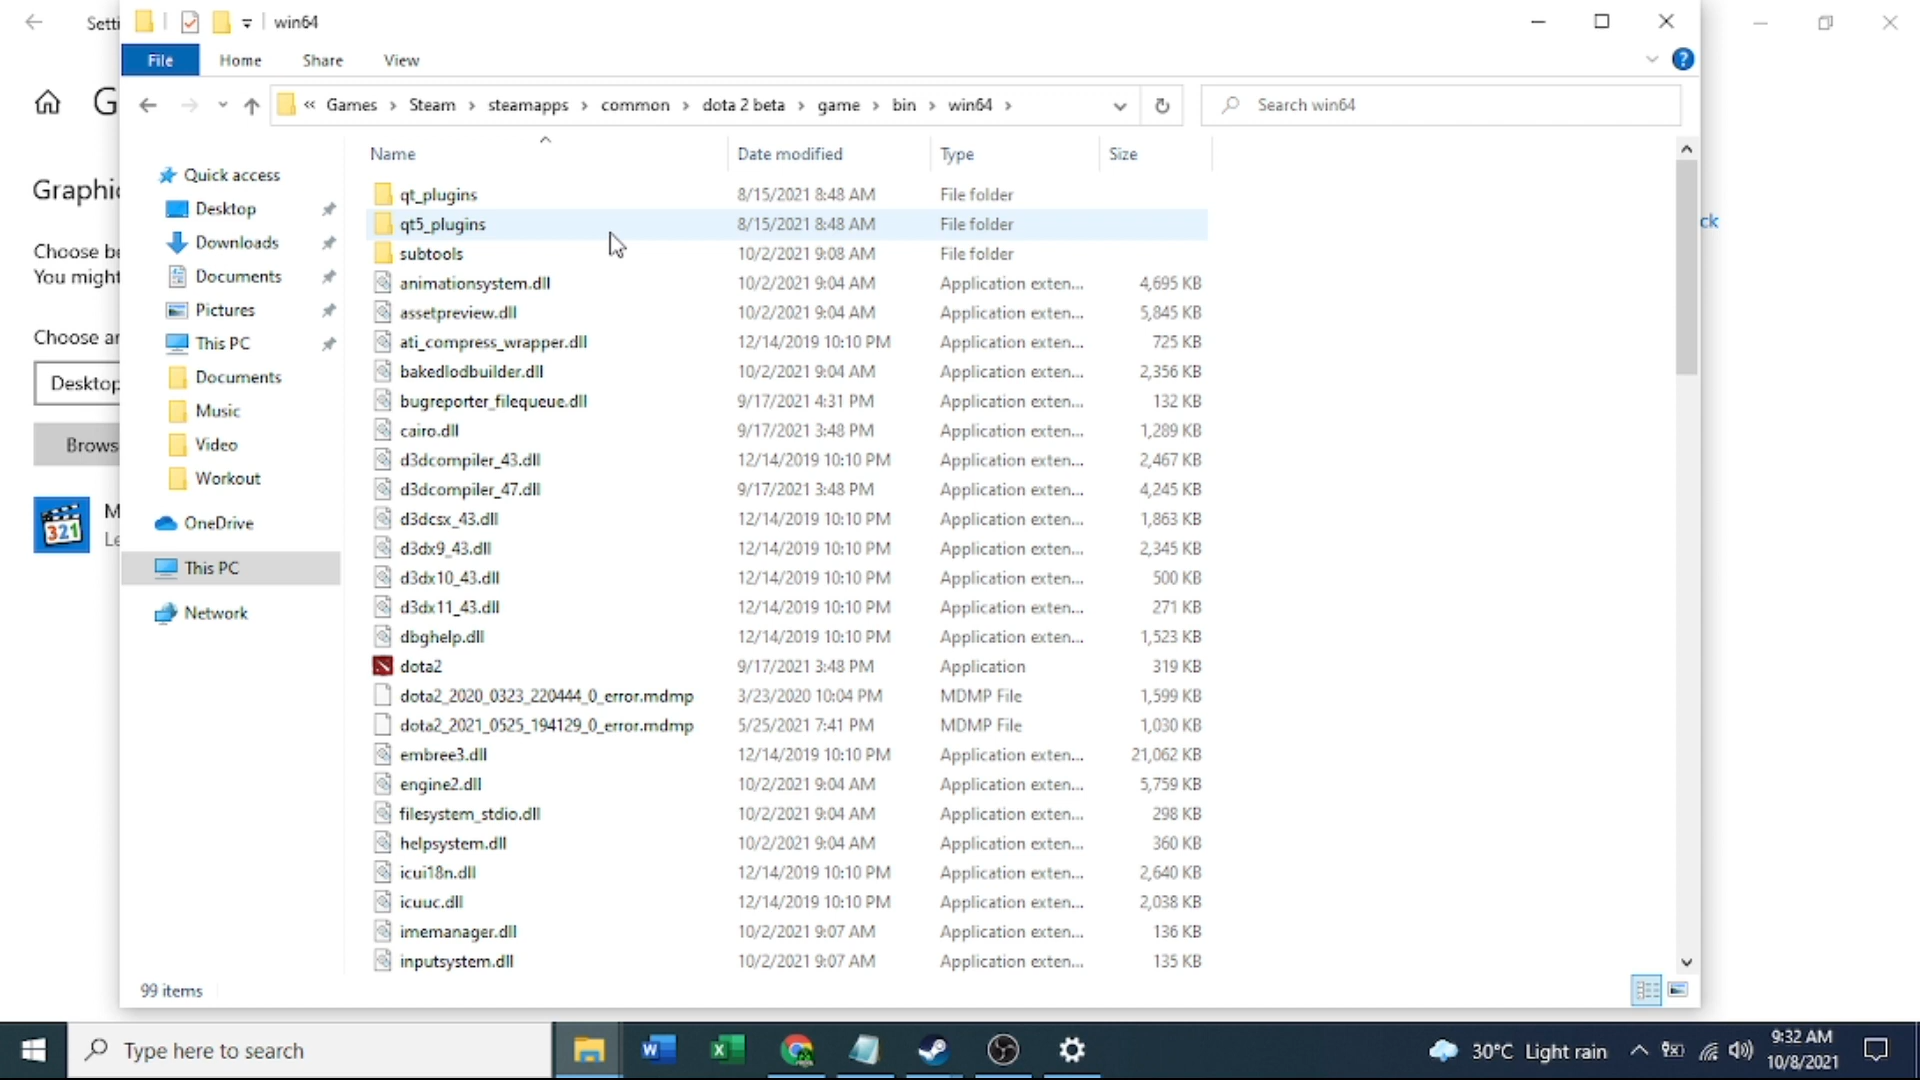 Setti
win64
File Home Share View
« Games > Steam > steamapps > common > dota 2 beta > game > bin > win64 >
Search win64
G
Graphic
Choose be
You might
Choose an
Desktop
Brows
M
Le
ck
Quick access
Desktop
Downloads
Documents
Pictures
This PC
Documents
Music
Video
Workout
OneDrive
This PC
Network
Name Date modified Type Size
qt_plugins 8/15/2021 8:48 AM File folder
qt5_plugins 8/15/2021 8:48 AM File folder
subtools 10/2/2021 9:08 AM File folder
animationsystem.dll 10/2/2021 9:04 AM Application exten... 4,695 KB
assetpreview.dll 10/2/2021 9:04 AM Application exten... 5,845 KB
ati_compress_wrapper.dll 12/14/2019 10:10 PM Application exten... 725 KB
bakedlodbuilder.dll 10/2/2021 9:04 AM Application exten... 2,356 KB
bugreporter_filequeue.dll 9/17/2021 4:31 PM Application exten... 132 KB
cairo.dll 9/17/2021 3:48 PM Application exten... 1,289 KB
d3dcompiler_43.dll 12/14/2019 10:10 PM Application exten... 2,467 KB
d3dcompiler_47.dll 9/17/2021 3:48 PM Application exten... 4,245 KB
d3dcsx_43.dll 12/14/2019 10:10 PM Application exten... 1,863 KB
d3dx9_43.dll 12/14/2019 10:10 PM Application exten... 2,345 KB
d3dx10_43.dll 12/14/2019 10:10 PM Application exten... 500 KB
d3dx11_43.dll 12/14/2019 10:10 PM Application exten... 271 KB
dbghelp.dll 12/14/2019 10:10 PM Application exten... 1,523 KB
dota2 9/17/2021 3:48 PM Application 319 KB
dota2_2020_0323_220444_0_error.mdmp 3/23/2020 10:04 PM MDMP File 1,599 KB
dota2_2021_0525_194129_0_error.mdmp 5/25/2021 7:41 PM MDMP File 1,030 KB
embree3.dll 12/14/2019 10:10 PM Application exten... 21,062 KB
engine2.dll 10/2/2021 9:04 AM Application exten... 5,759 KB
filesystem_stdio.dll 10/2/2021 9:04 AM Application exten... 298 KB
helpsystem.dll 10/2/2021 9:04 AM Application exten... 360 KB
icui18n.dll 12/14/2019 10:10 PM Application exten... 2,640 KB
icuuc.dll 12/14/2019 10:10 PM Application exten... 2,038 KB
imemanager.dll 10/2/2021 9:07 AM Application exten... 136 KB
inputsystem.dll 10/2/2021 9:07 AM Application exten... 135 KB
99 items
Type here to search
30°C Light rain
9:32 AM
10/8/2021